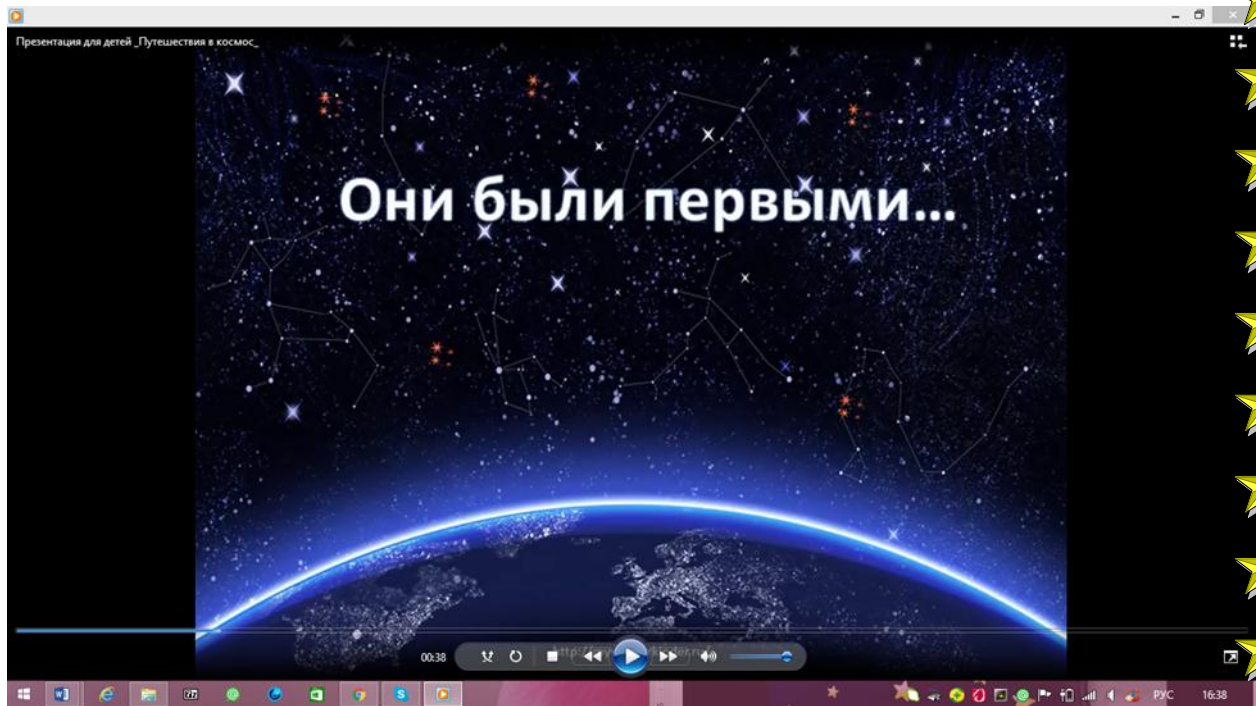 Презентация для детей _Путешествия в космос_
Они были первыми...
00:38
РУС
16:38